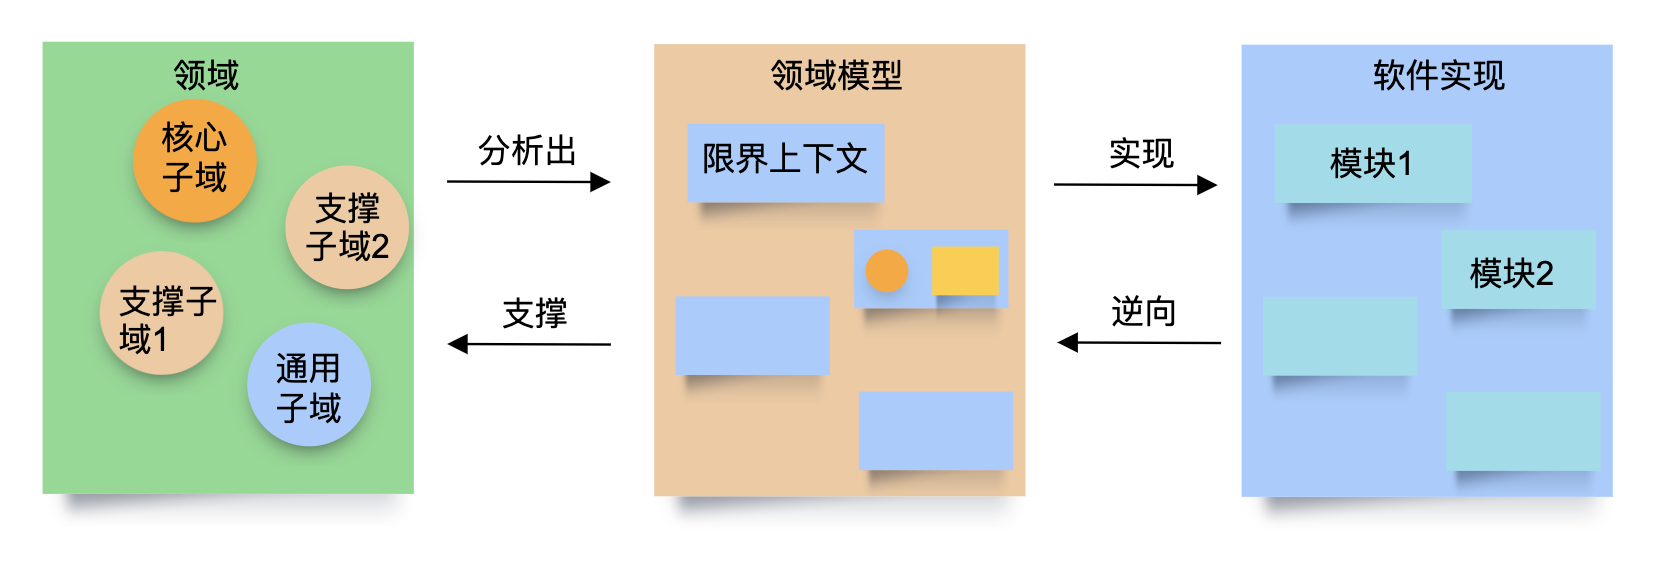 领域
核心
子域
支撑
子域2
支撑子
域1
通用
子域
分析出
支撑
领域模型
限界上下文
实现
逆向
软件实现
模块1
模块2